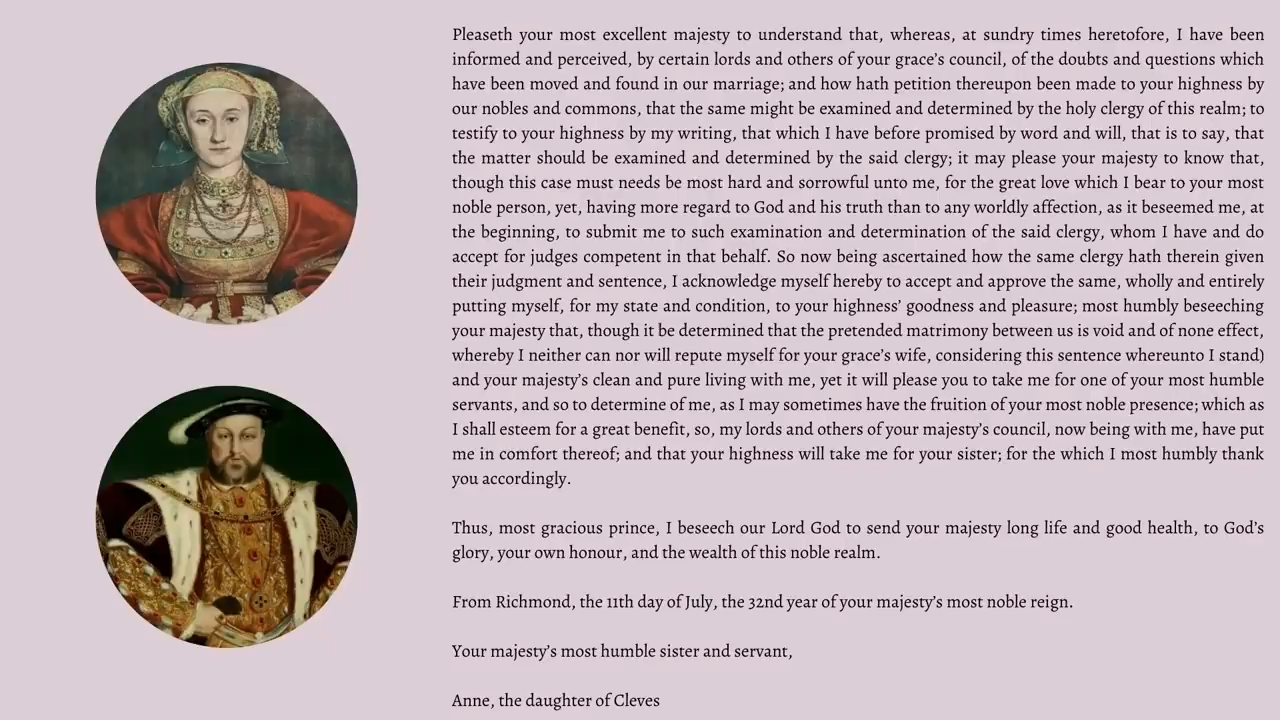 Pleaseth your most excellent majesty to understand that, whereas, at sundry times heretofore, I have been
informed and perceived, by certain lords and others of your grace's council, of the doubts and questions which
have been moved and found in our marriage; and how hath petition thereupon been made to your highness by
our nobles and commons, that the same might be examined and determined by the holy clergy of this realm; to
testify to your highness by my writing, that which I have before promised by word and will, that is to say, that
the matter should be examined and determined by the said clergy; it may please your majesty to know that,
though this case must needs be most hard and sorrowful unto me, for the great love which I bear to your most
noble person, yet, having more regard to God and his truth than to any worldly affection, as it beseemed me, at
the beginning, to submit me to such examination and determination of the said clergy, whom I have and do
accept for judges competent in that behalf. So now being ascertained how the same clergy hath therein given
their judgment and sentence, I acknowledge myself hereby to accept and approve the same, wholly and entirely
putting myself, for my state and condition, to your highness' goodness and pleasure; most humbly beseeching
your majesty that, though it be determined that the pretended matrimony between us is void and of none effect,
whereby I neither can nor will repute myself for your grace's wife, considering this sentence whereunto I stand)
and your majesty's clean and pure living with me, yet it will please you to take me for one of your most humble
servants, and so to determine of me, as I may sometimes have the fruition of your most noble presence; which as
I shall esteem for a great benefit, so, my lords and others of your majesty's council, now being with me, have put
me in comfort thereof; and that your highness will take me for your sister; for the which I most humbly thank
you accordingly.
Thus, most gracious prince, I beseech our Lord God to send your majesty long life and good health, to God's
glory, your own honour, and the wealth of this noble realm.
From Richmond, the 11th day of July, the 32nd year of your majesty's most noble reign.
Your majesty's most humble sister and servant,
Anne, the daughter of Cleves